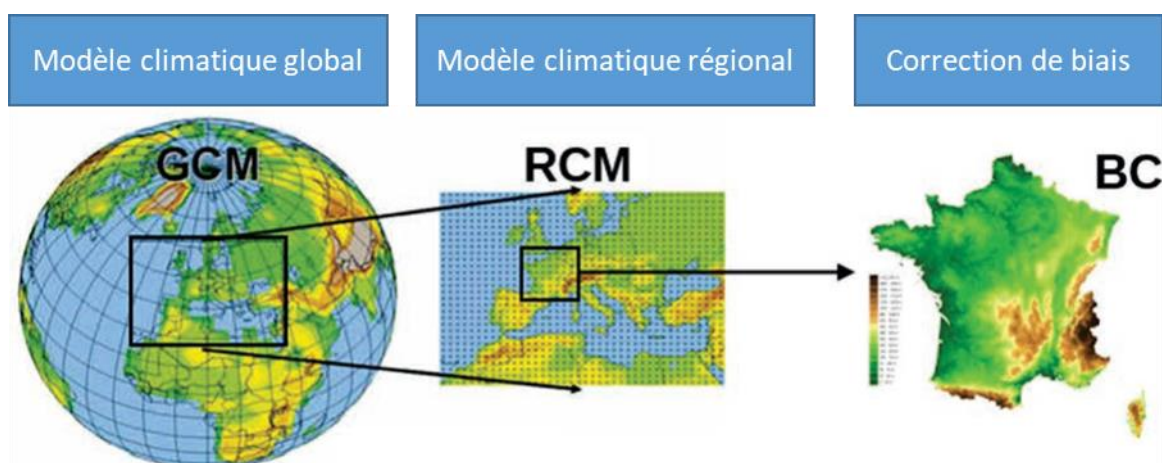 Modèle climatique global
Modèle climatique régional
Correction de biais
GCM
RCM
BC